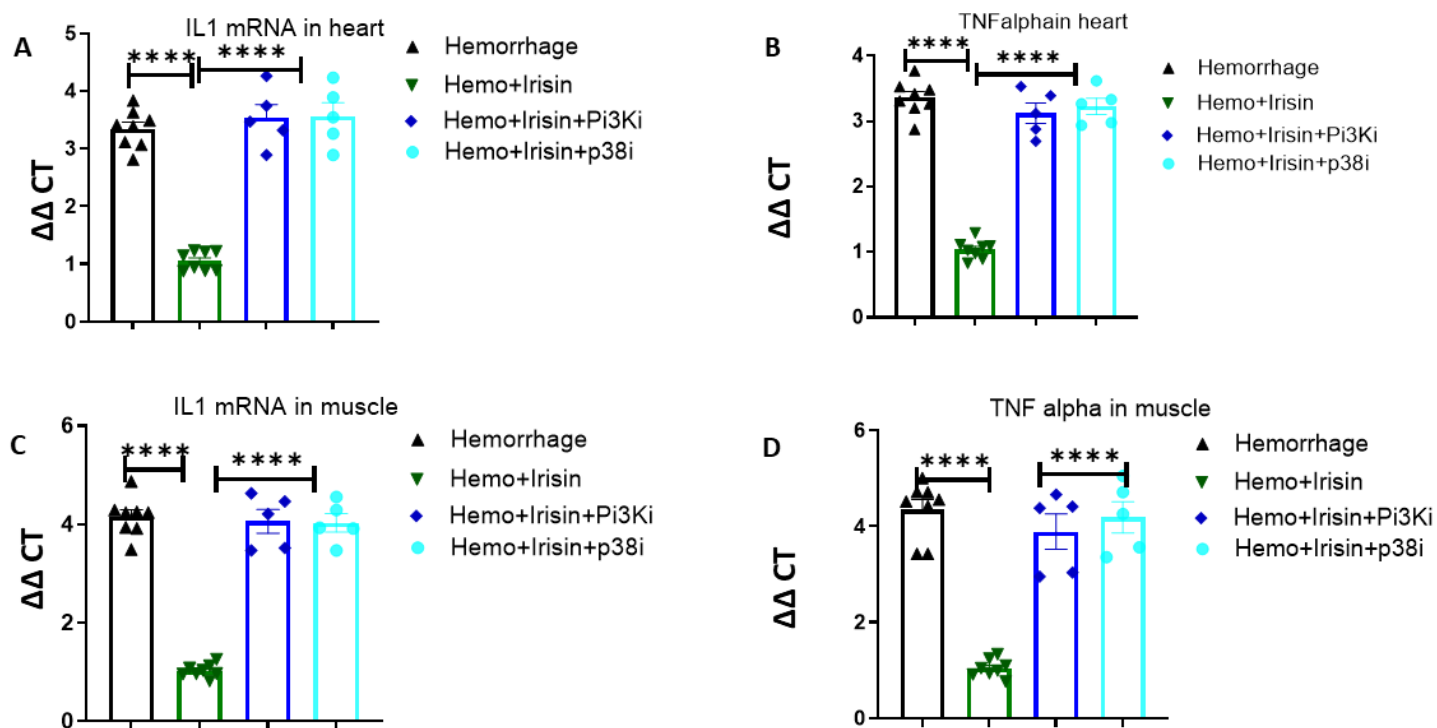 A
IL1 mRNA in heart
ΔΔ CT
5
4
3
2
1
0
****
****
Hemorrhage
Hemo+Irisin
Hemo+Irisin+Pi3Ki
Hemo+Irisin+p38i
B
TNFalphain heart
ΔΔ CT
4
3
2
1
0
****
****
Hemorrhage
Hemo+Irisin
Hemo+Irisin+Pi3Ki
Hemo+Irisin+p38i
C
IL1 mRNA in muscle
ΔΔ CT
6
4
2
0
****
****
Hemorrhage
Hemo+Irisin
Hemo+Irisin+Pi3Ki
Hemo+Irisin+p38i
D
TNF alpha in muscle
ΔΔ CT
6
4
2
0
****
****
Hemorrhage
Hemo+Irisin
Hemo+Irisin+Pi3Ki
Hemo+Irisin+p38i